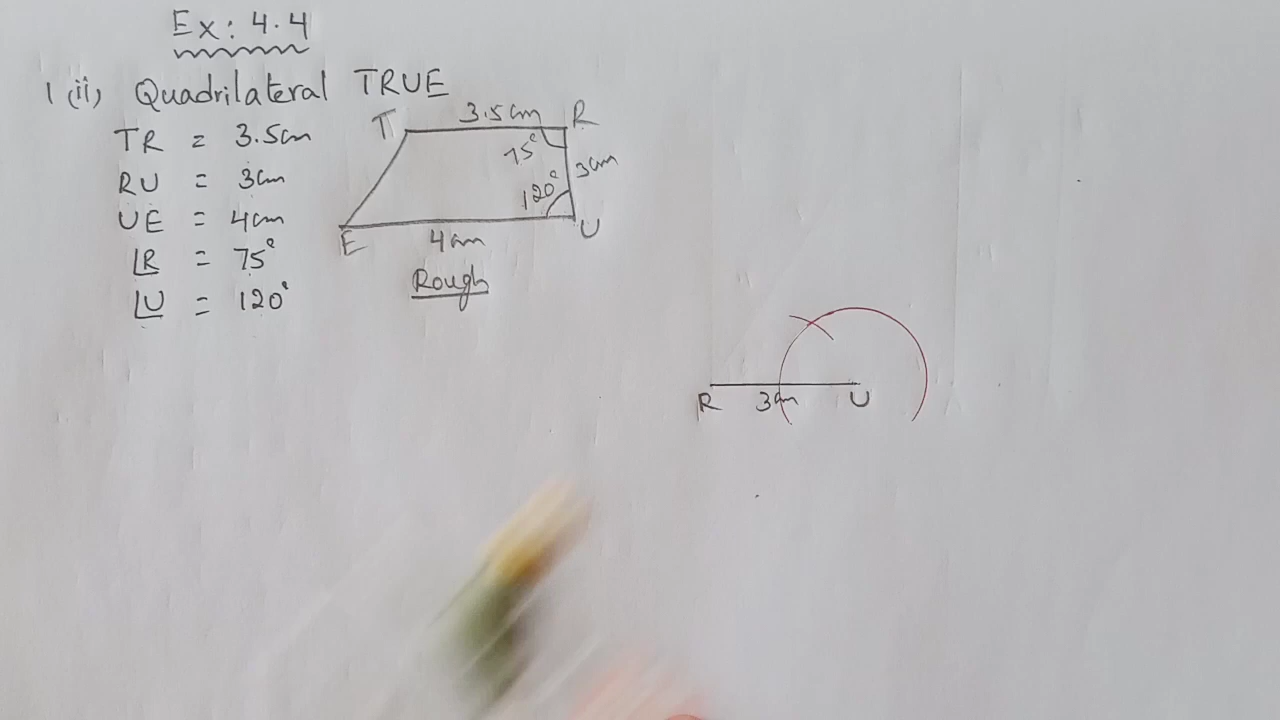 Ex: 4.4
1 (ii) Quadrilateral TRUE
TR = 3.5cm
RU = 3cm
UE = 4cm
∠R = 75°
∠U = 120°
T 3.5cm R
75°
3cm
120°
E 4cm U
Rough
R 3cm U